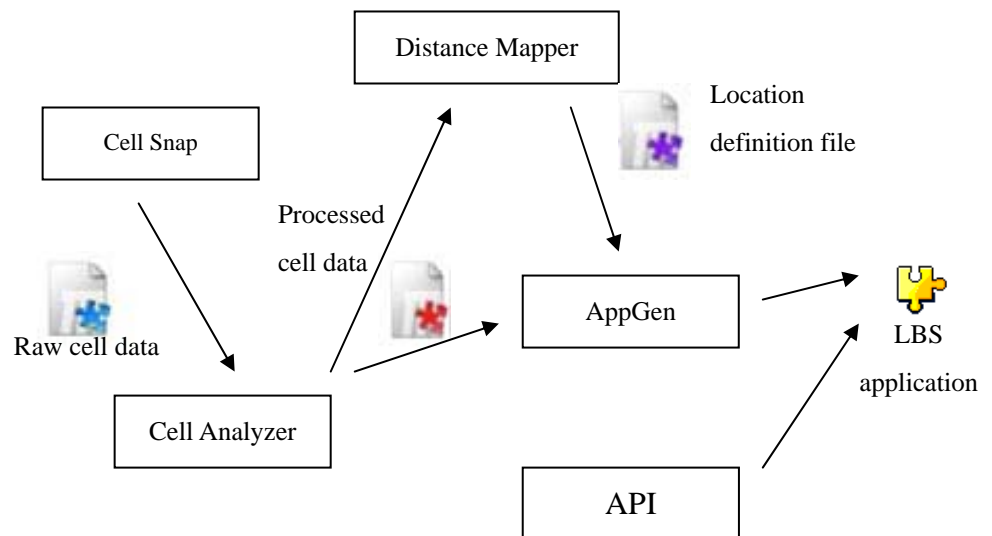 Distance Mapper
Location
definition file
Cell Snap
Processed
cell data
Raw cell data
AppGen
LBS
application
Cell Analyzer
API